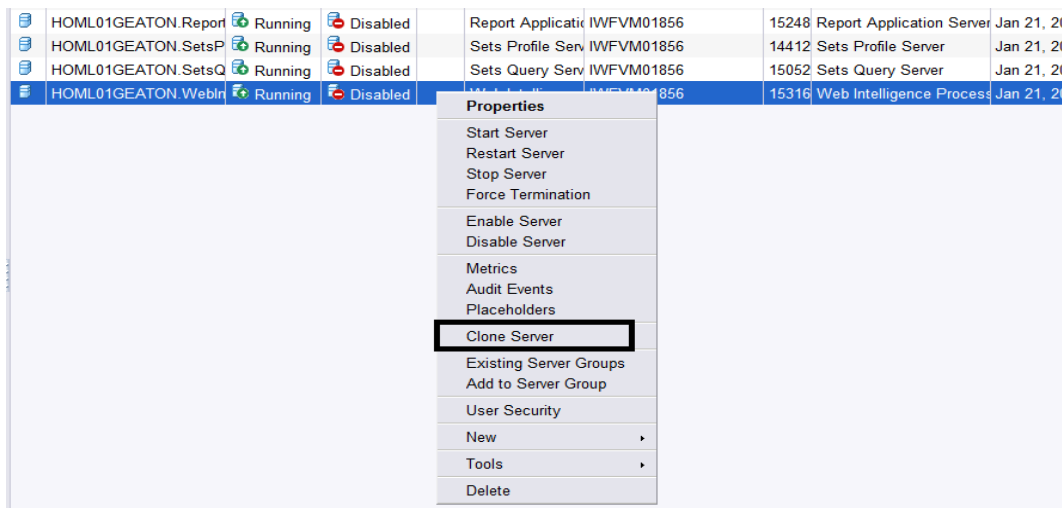 HOML01GEATON.Report Running Disabled Report Applicatic IWFVM01856 15248 Report Application Server Jan 21, 20
HOML01GEATON.SetsP Running Disabled Sets Profile Serv IWFVM01856 14412 Sets Profile Server Jan 21, 20
HOML01GEATON.SetsQ Running Disabled Sets Query Serv IWFVM01856 15052 Sets Query Server Jan 21, 20
HOML01GEATON.WebIn Running Disabled 856 15316 Web Intelligence Process Jan 21, 20
Properties
Start Server
Restart Server
Stop Server
Force Termination
Enable Server
Disable Server
Metrics
Audit Events
Placeholders
Clone Server
Existing Server Groups
Add to Server Group
User Security
New
Tools
Delete